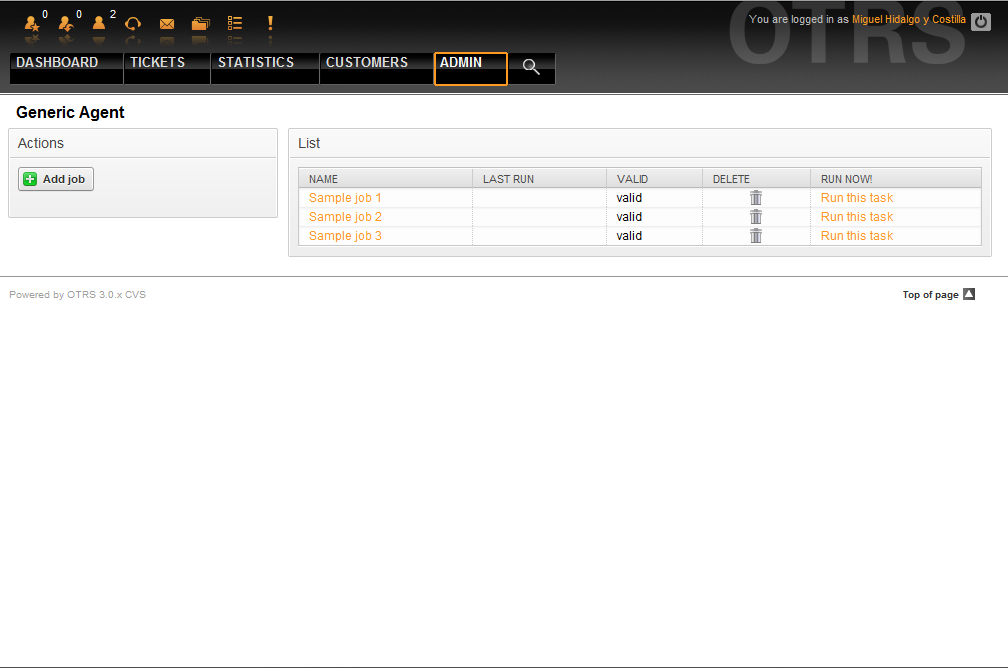 0 0 2
You are logged in as Miguel Hidalgo y Costilla
OTRS
DASHBOARD TICKETS STATISTICS CUSTOMERS ADMIN
Generic Agent
Actions
Add job
List
NAME LAST RUN VALID DELETE RUN NOW!
Sample job 1 valid Run this task
Sample job 2 valid Run this task
Sample job 3 valid Run this task
Powered by OTRS 3.0.x CVS
Top of page